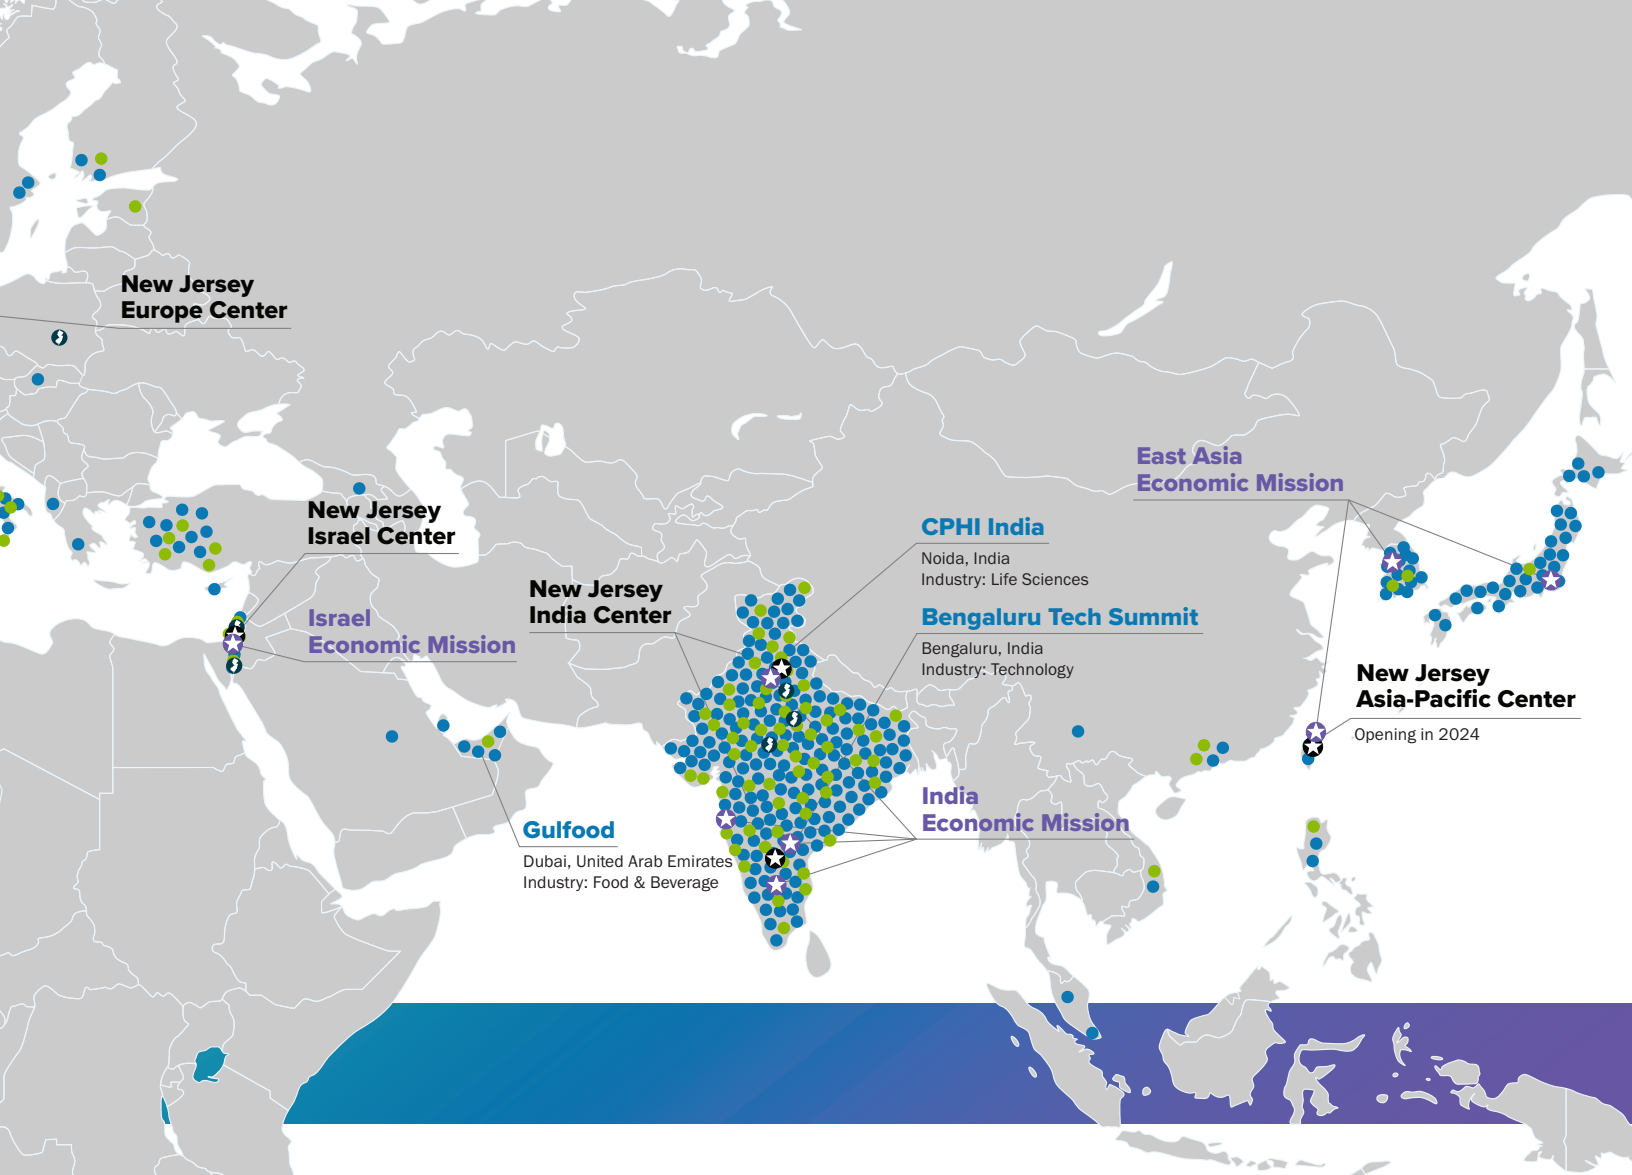 New Jersey
Europe Center
East Asia
Economic Mission
New Jersey
Israel Center
CPHI India
Noida, India
Industry: Life Sciences
New Jersey
India Center
Israel
Economic Mission
Bengaluru Tech Summit
Bengaluru, India
Industry: Technology
New Jersey
Asia-Pacific Center
Opening in 2024
India
Economic Mission
Gulfood
Dubai, United Arab Emirates
Industry: Food & Beverage